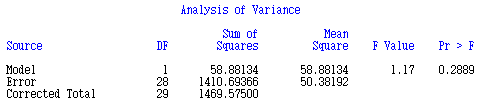 Analysis of Variance
Sum of Mean
Source DF Squares Square F Value Pr > F
Model 1 58.88134 58.88134 1.17 0.2889
Error 28 1410.69366 50.38192
Corrected Total 29 1469.57500